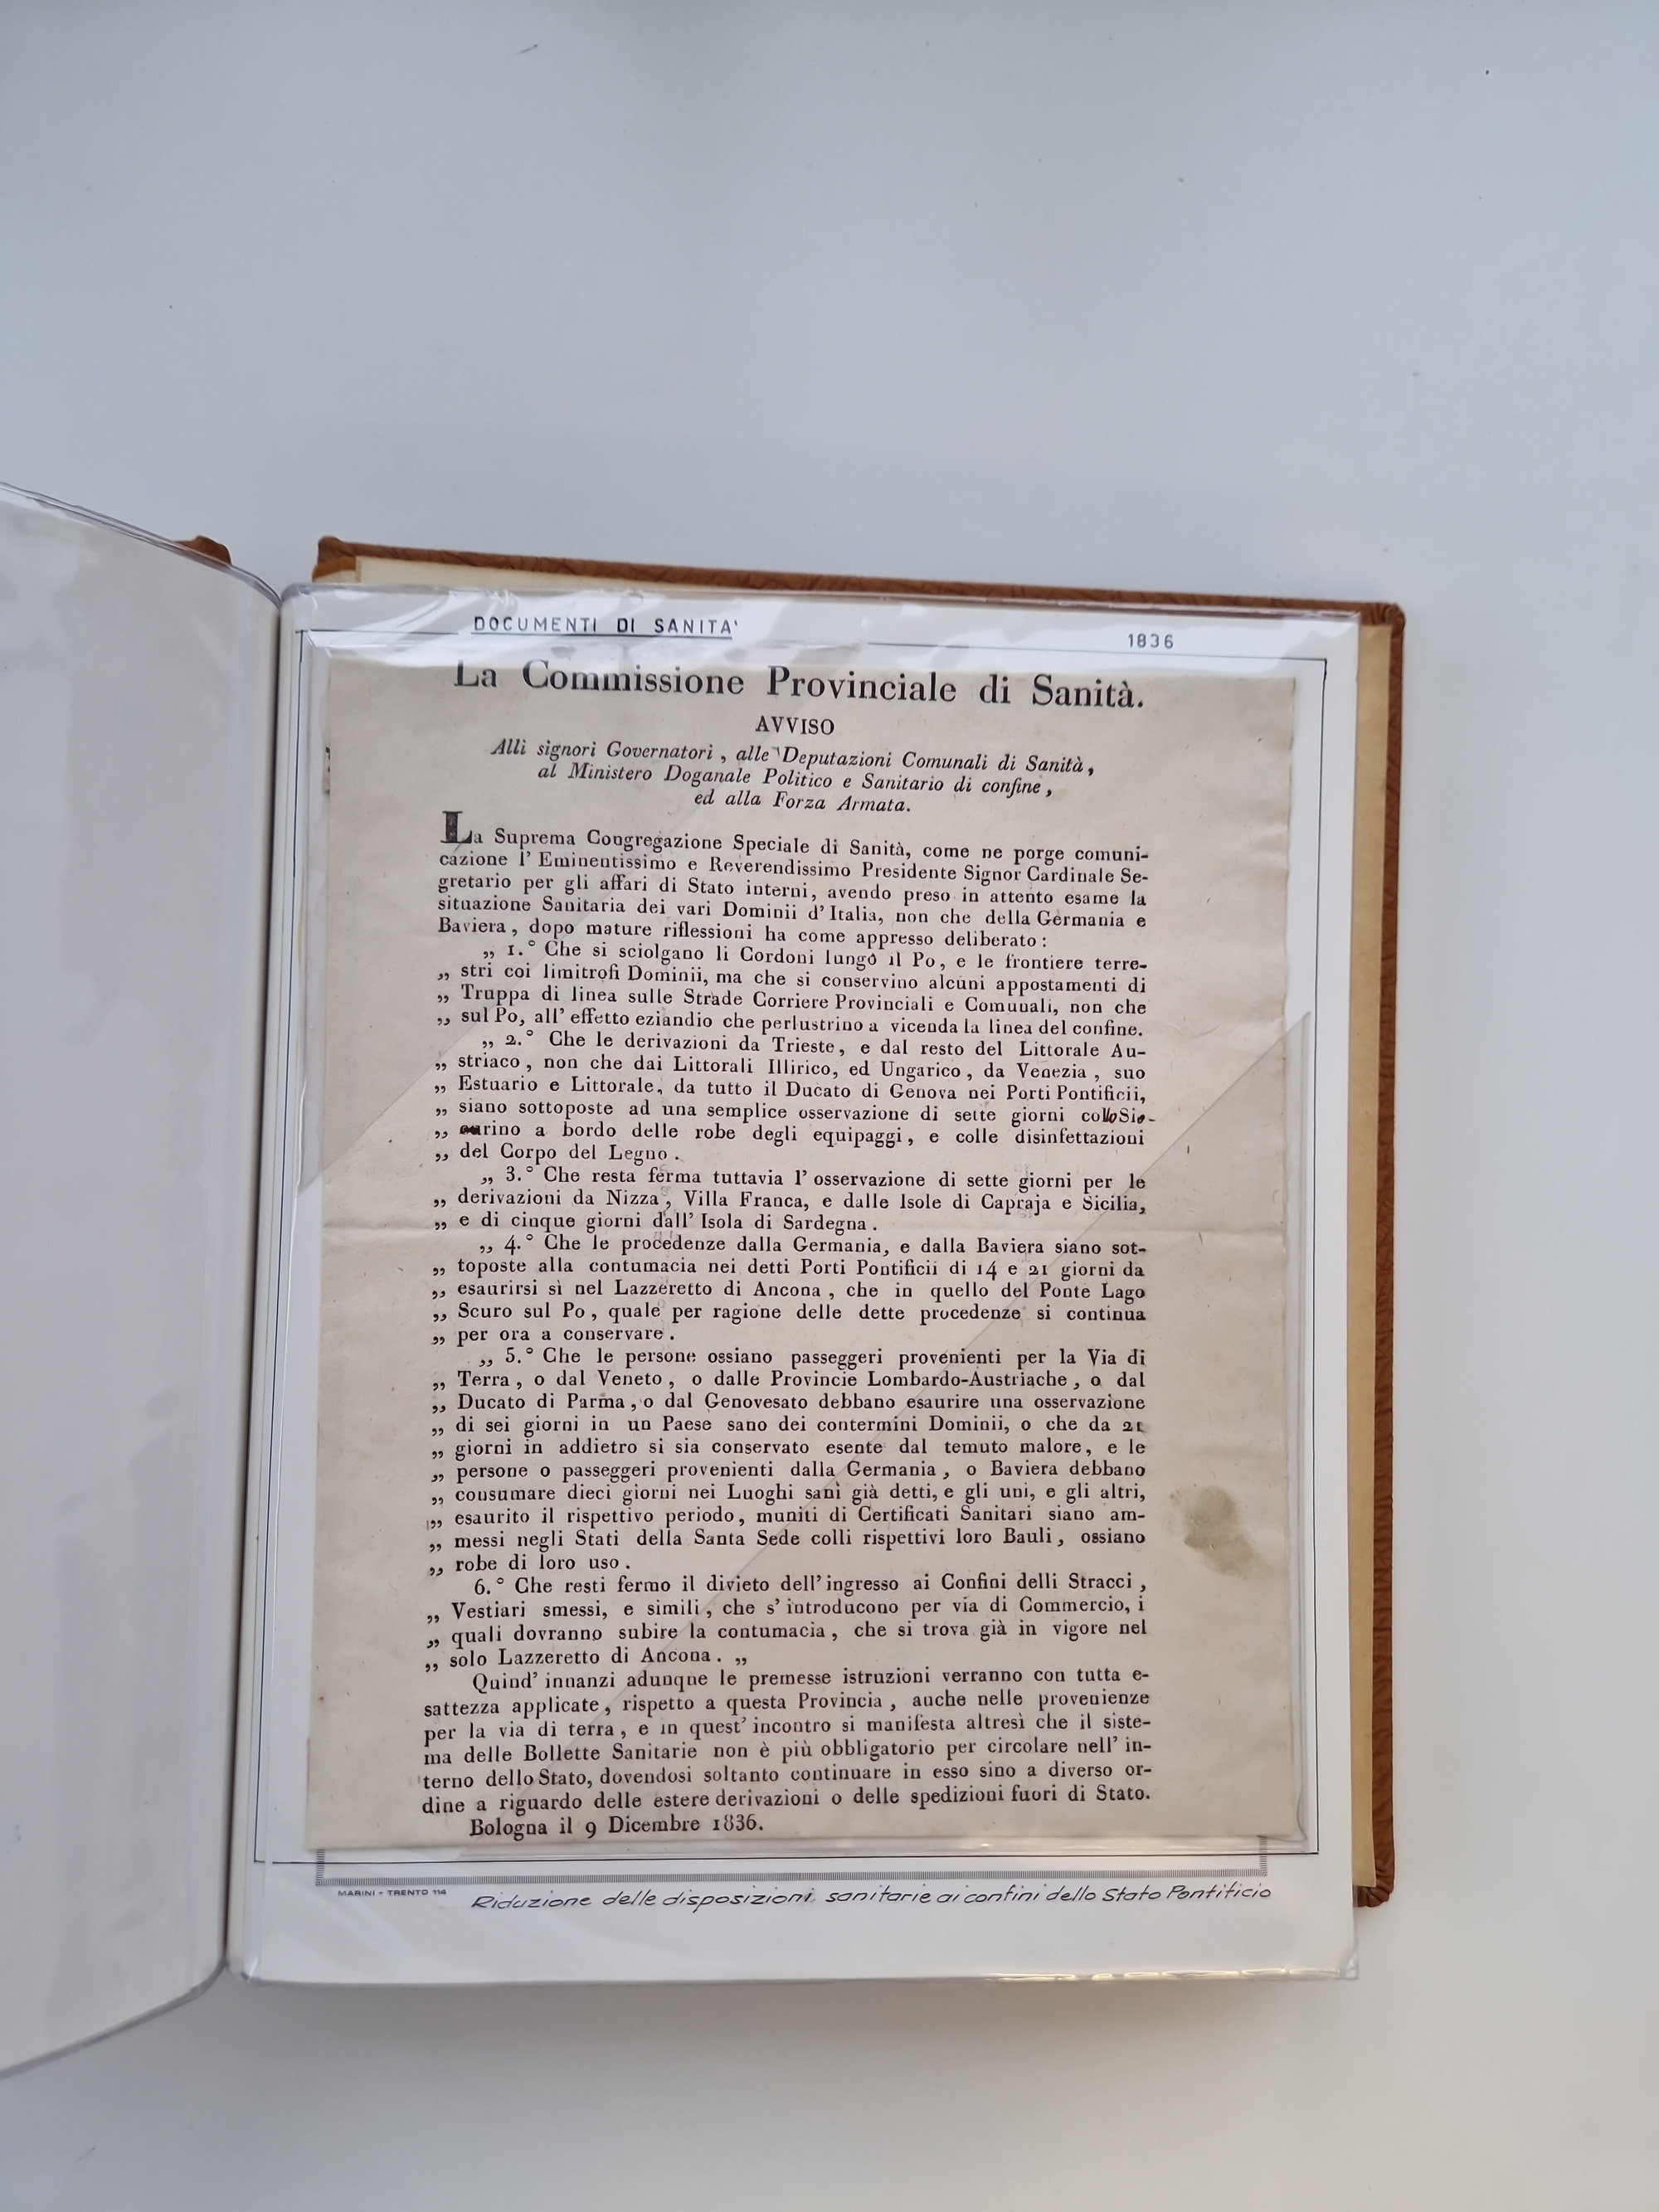 DOCUMENTI DI SANITA'
1836
La Commissione Provinciale di Sanità.
AVVISO
Alli signori Governatori, alle Deputazioni Comunali di Sanità,
al Ministero Doganale Politico e Sanitario di confine,
ed alla Forza Armata.
La Suprema Congregazione Speciale di Sanità, come ne porge comuni-
cazione l' Eminentissimo e Reverendissimo Presidente Signor Cardinale Se-
gretario per gli affari di Stato interni, avendo preso in attento esame la
situazione Sanitaria dei vari Dominii d' Italia, non che della Germania e
Baviera, dopo mature riflessioni ha come appresso deliberato:
„ 1.° Che si sciolgano li Cordoni lungo il Po, e le frontiere terre-
„ stri coi limitrofi Dominii, ma che si conservino alcuni appostamenti di
„ Truppa di linea sulle Strade Corriere Provinciali e Comunali, non che
„ sul Po, all' effetto eziandio che perlustrino a vicenda la linea del confine.
„ 2.° Che le derivazioni da Trieste, e dal resto del Littorale Au-
„ striaco, non che dai Littorali Illirico, ed Ungarico, da Venezia, suo
„ Estuario e Littorale, da tutto il Ducato di Genova nei Porti Pontificii,
„ siano sottoposte ad una semplice osservazione di sette giorni collo Scio-
„ rino a bordo delle robe degli equipaggi, e colle disinfettazioni
„ del Corpo del Legno.
„ 3.° Che resta ferma tuttavia l' osservazione di sette giorni per le
„ derivazioni da Nizza, Villa Franca, e dalle Isole di Capraja e Sicilia,
„ e di cinque giorni dall' Isola di Sardegna.
„ 4.° Che le procedenze dalla Germania, e dalla Baviera siano sot-
„ toposte alla contumacia nei detti Porti Pontificii di 14 e 21 giorni da
„ esaurirsi sì nel Lazzeretto di Ancona, che in quello del Ponte Lago
„ Scuro sul Po, quale per ragione delle dette procedenze si continua
„ per ora a conservare.
„ 5.° Che le persone ossiano passeggeri provenienti per la Via di
„ Terra, o dal Veneto, o dalle Provincie Lombardo-Austriache, o dal
„ Ducato di Parma, o dal Genovesato debbano esaurire una osservazione
„ di sei giorni in un Paese sano dei contermini Dominii, o che da 21
„ giorni in addietro si sia conservato esente dal temuto malore, e le
„ persone o passeggeri provenienti dalla Germania, o Baviera debbano
„ consumare dieci giorni nei Luoghi sani già detti, e gli uni, e gli altri,
„ esaurito il rispettivo periodo, muniti di Certificati Sanitari siano am-
„ messi negli Stati della Santa Sede colli rispettivi loro Bauli, ossiano
„ robe di loro uso.
6.° Che resti fermo il divieto dell' ingresso ai Confini delli Stracci,
„ Vestiari smessi, e simili, che s' introducono per via di Commercio, i
„ quali dovranno subire la contumacia, che si trova già in vigore nel
„ solo Lazzeretto di Ancona. „
Quind' innanzi adunque le premesse istruzioni verranno con tutta e-
sattezza applicate, rispetto a questa Provincia, anche nelle provenienze
per la via di terra, e in quest' incontro si manifesta altresì che il siste-
ma delle Bollette Sanitarie non è più obbligatorio per circolare nell' in-
terno dello Stato, dovendosi soltanto continuare in esso sino a diverso or-
dine a riguardo delle estere derivazioni o delle spedizioni fuori di Stato.
Bologna il 9 Dicembre 1836.
MARINI - TRENTO 114
Riduzione delle disposizioni sanitarie ai confini dello Stato Pontificio